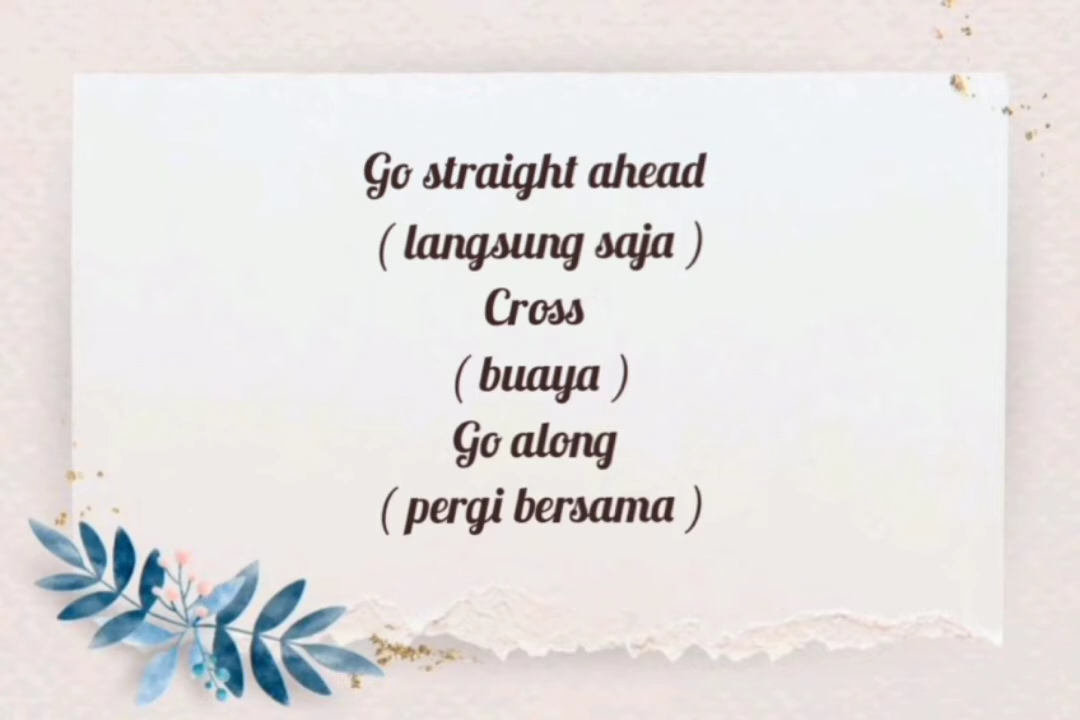 Go straight ahead
( langsung saja )
Cross
( buaya )
Go along
( pergi bersama )